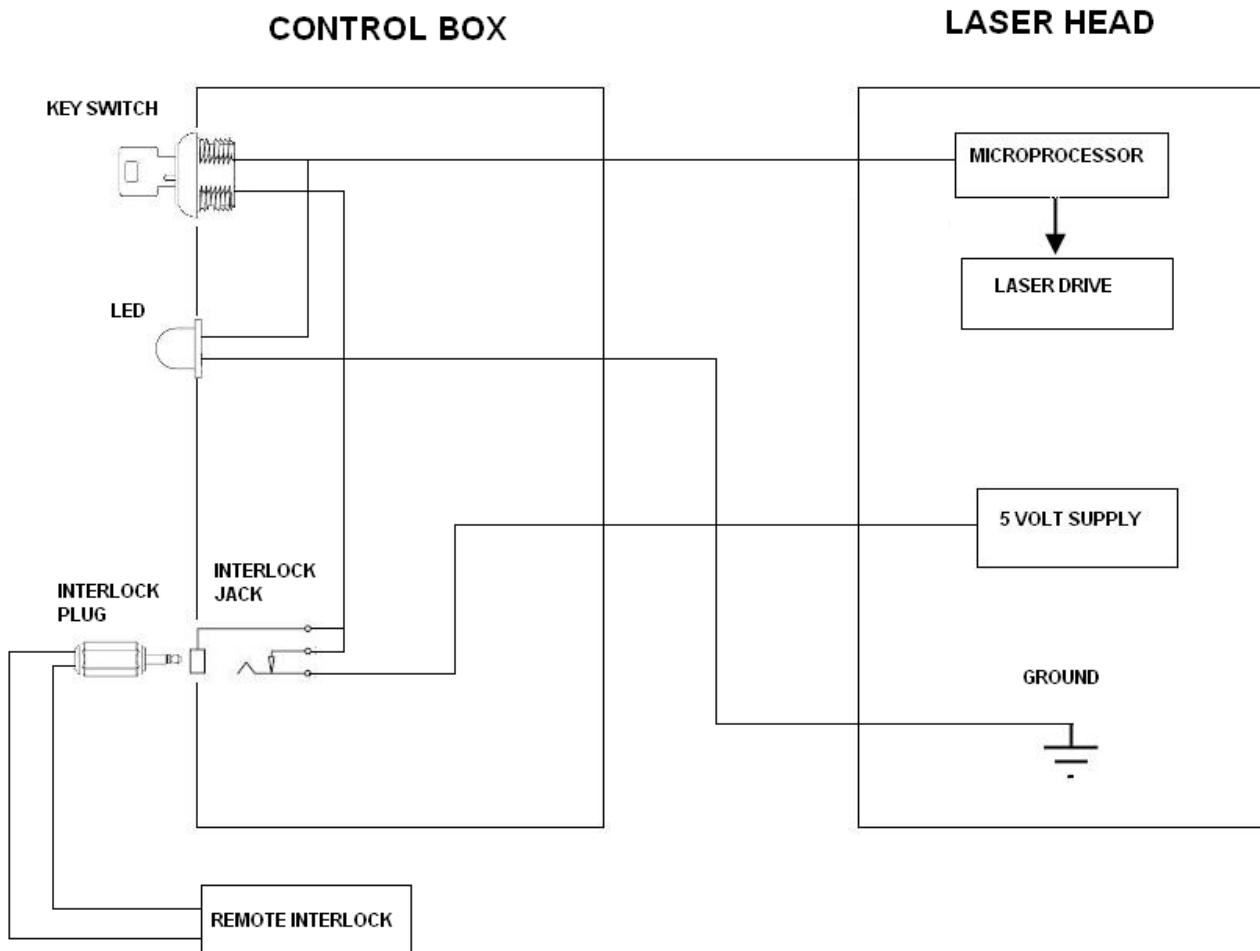 CONTROL BOX
LASER HEAD
KEY SWITCH
MICROPROCESSOR
LASER DRIVE
LED
5 VOLT SUPPLY
INTERLOCK
PLUG
INTERLOCK
JACK
GROUND
REMOTE INTERLOCK